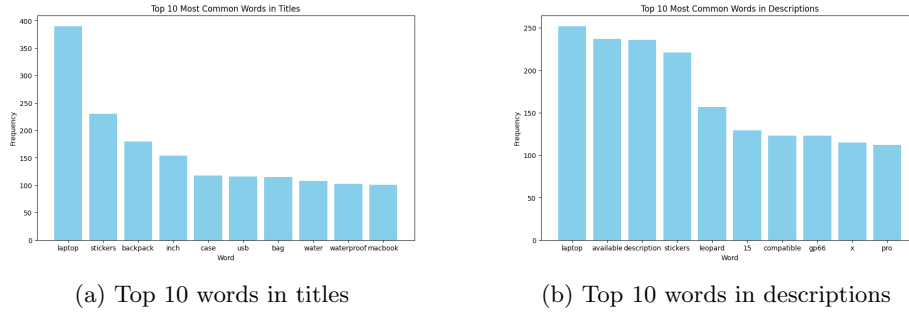 Top 10 Most Common Words in Titles
400
350
300
250
200
150
100
50
0
Frequency
laptop stickers backpack inch case usb bag water waterproof macbook
Word
(a) Top 10 words in titles
Top 10 Most Common Words in Descriptions
250
200
150
100
50
0
Frequency
laptop available description stickers leopard 15 compatible gp66 x pro
Word
(b) Top 10 words in descriptions